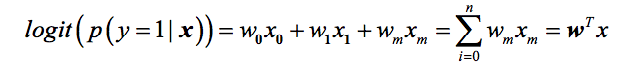 logit(p(y=1|x)) = w₀x₀ + w₁x₁ + wₘxₘ = ∑ⁿᵢ₌₀ wₘxₘ = wᵀx